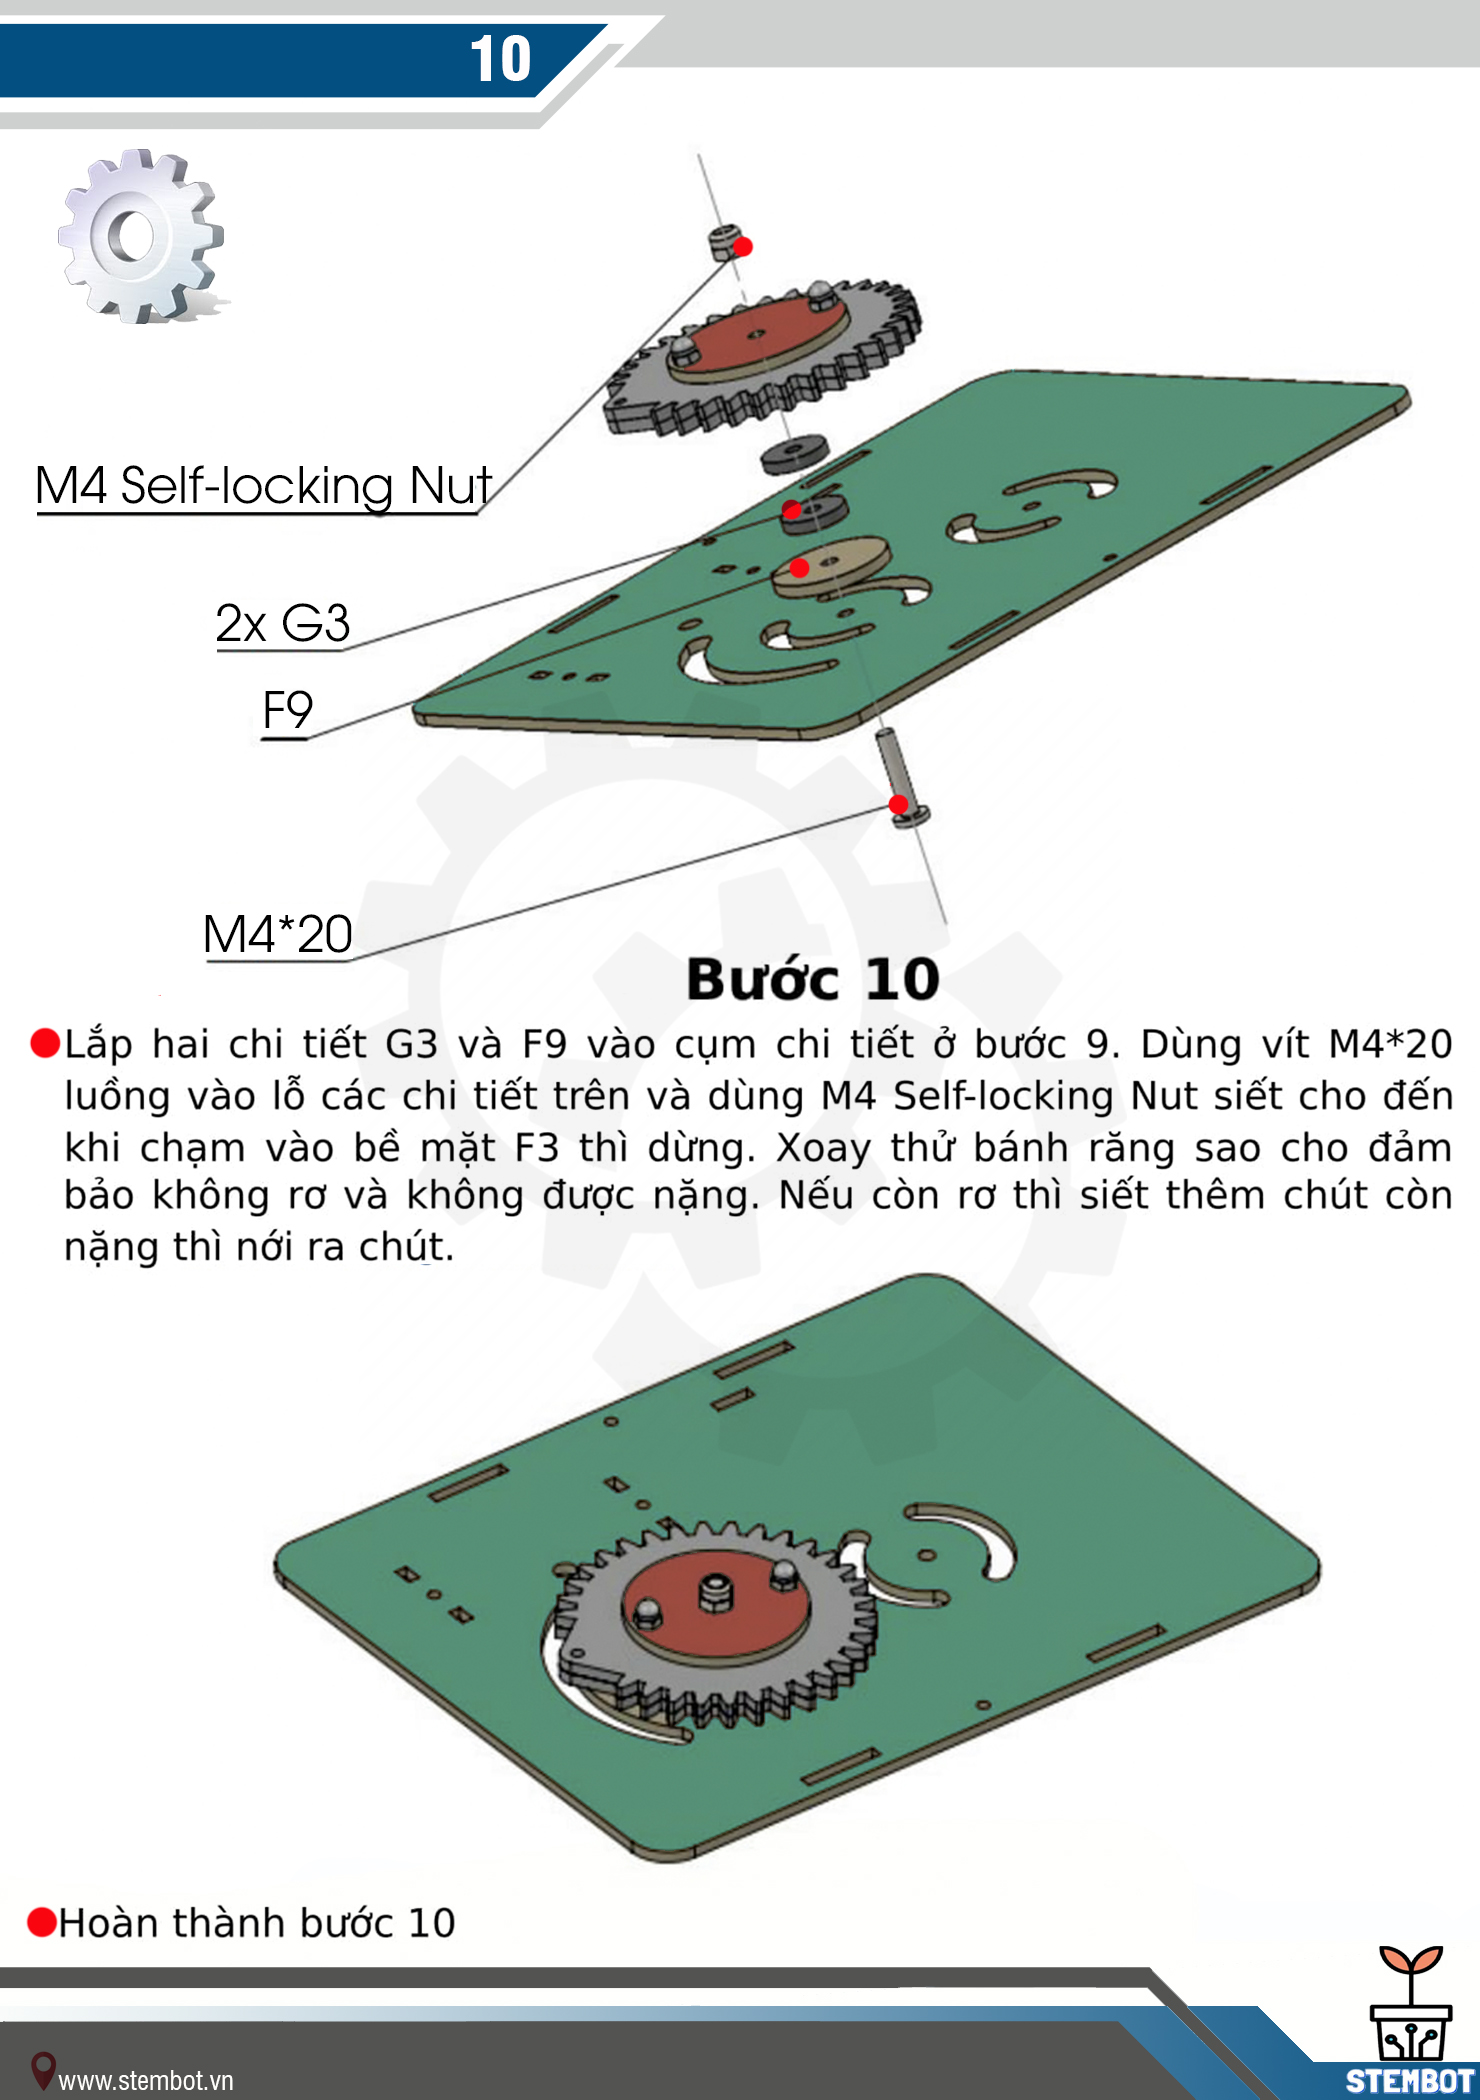 10
M4 Self-locking Nut
2x G3
F9
M4*20
Bước 10
Lắp hai chi tiết G3 và F9 vào cụm chi tiết ở bước 9. Dùng vít M4*20
luồng vào lỗ các chi tiết trên và dùng M4 Self-locking Nut siết cho đến
khi chạm vào bề mặt F3 thì dừng. Xoay thử bánh răng sao cho đảm
bảo không rơ và không được nặng. Nếu còn rơ thì siết thêm chút còn
nặng thì nới ra chút.
Hoàn thành bước 10
www.stembot.vn
STEMBOT